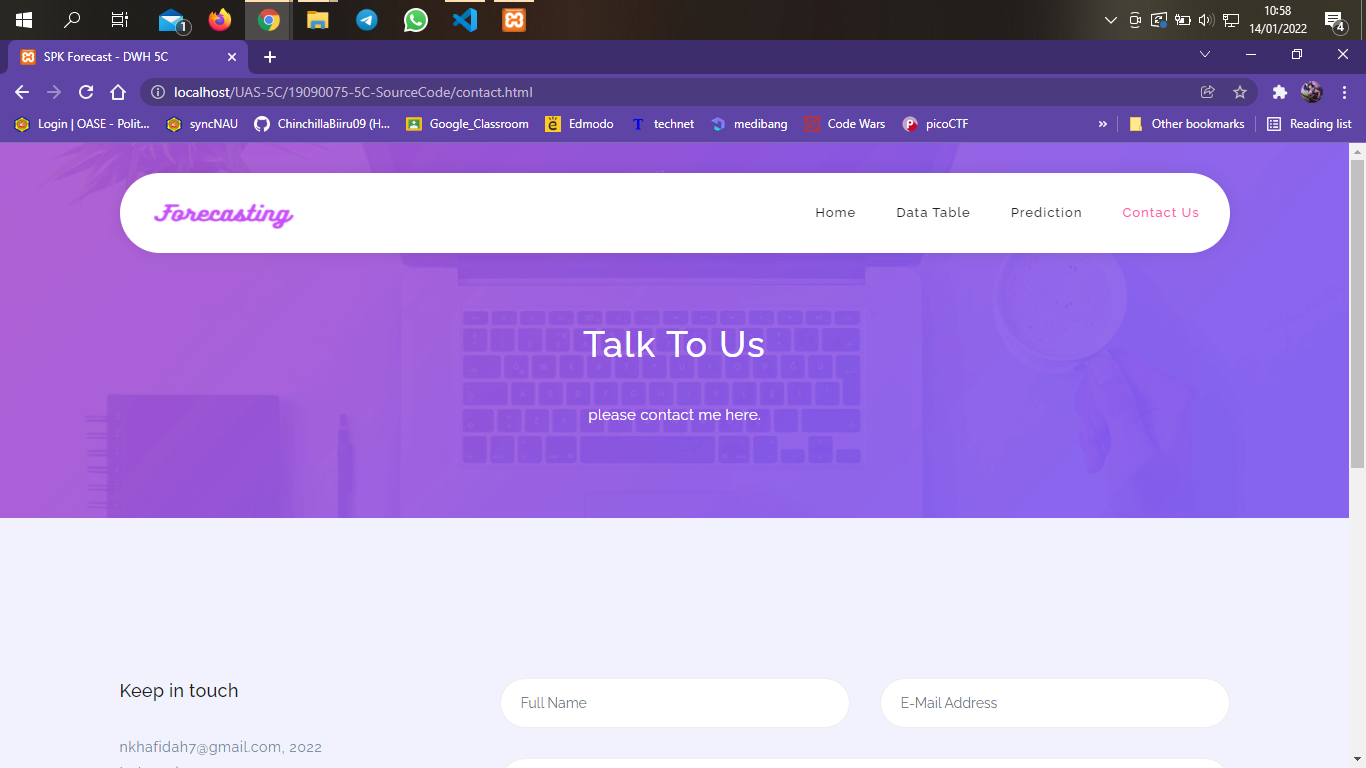 1
10:58
14/01/2022
4
SPK Forecast - DWH 5C
localhost/UAS-5C/19090075-5C-SourceCode/contact.html
Login | OASE - Polit...
syncNAU
ChinchillaBiiru09 (H...
Google_Classroom
Edmodo
T technet
medibang
Code Wars
picoCTF
»
Other bookmarks
Reading list
Forecasting
Home
Data Table
Prediction
Contact Us
Talk To Us
please contact me here.
Keep in touch
Full Name
E-Mail Address
nkhafidah7@gmail.com, 2022